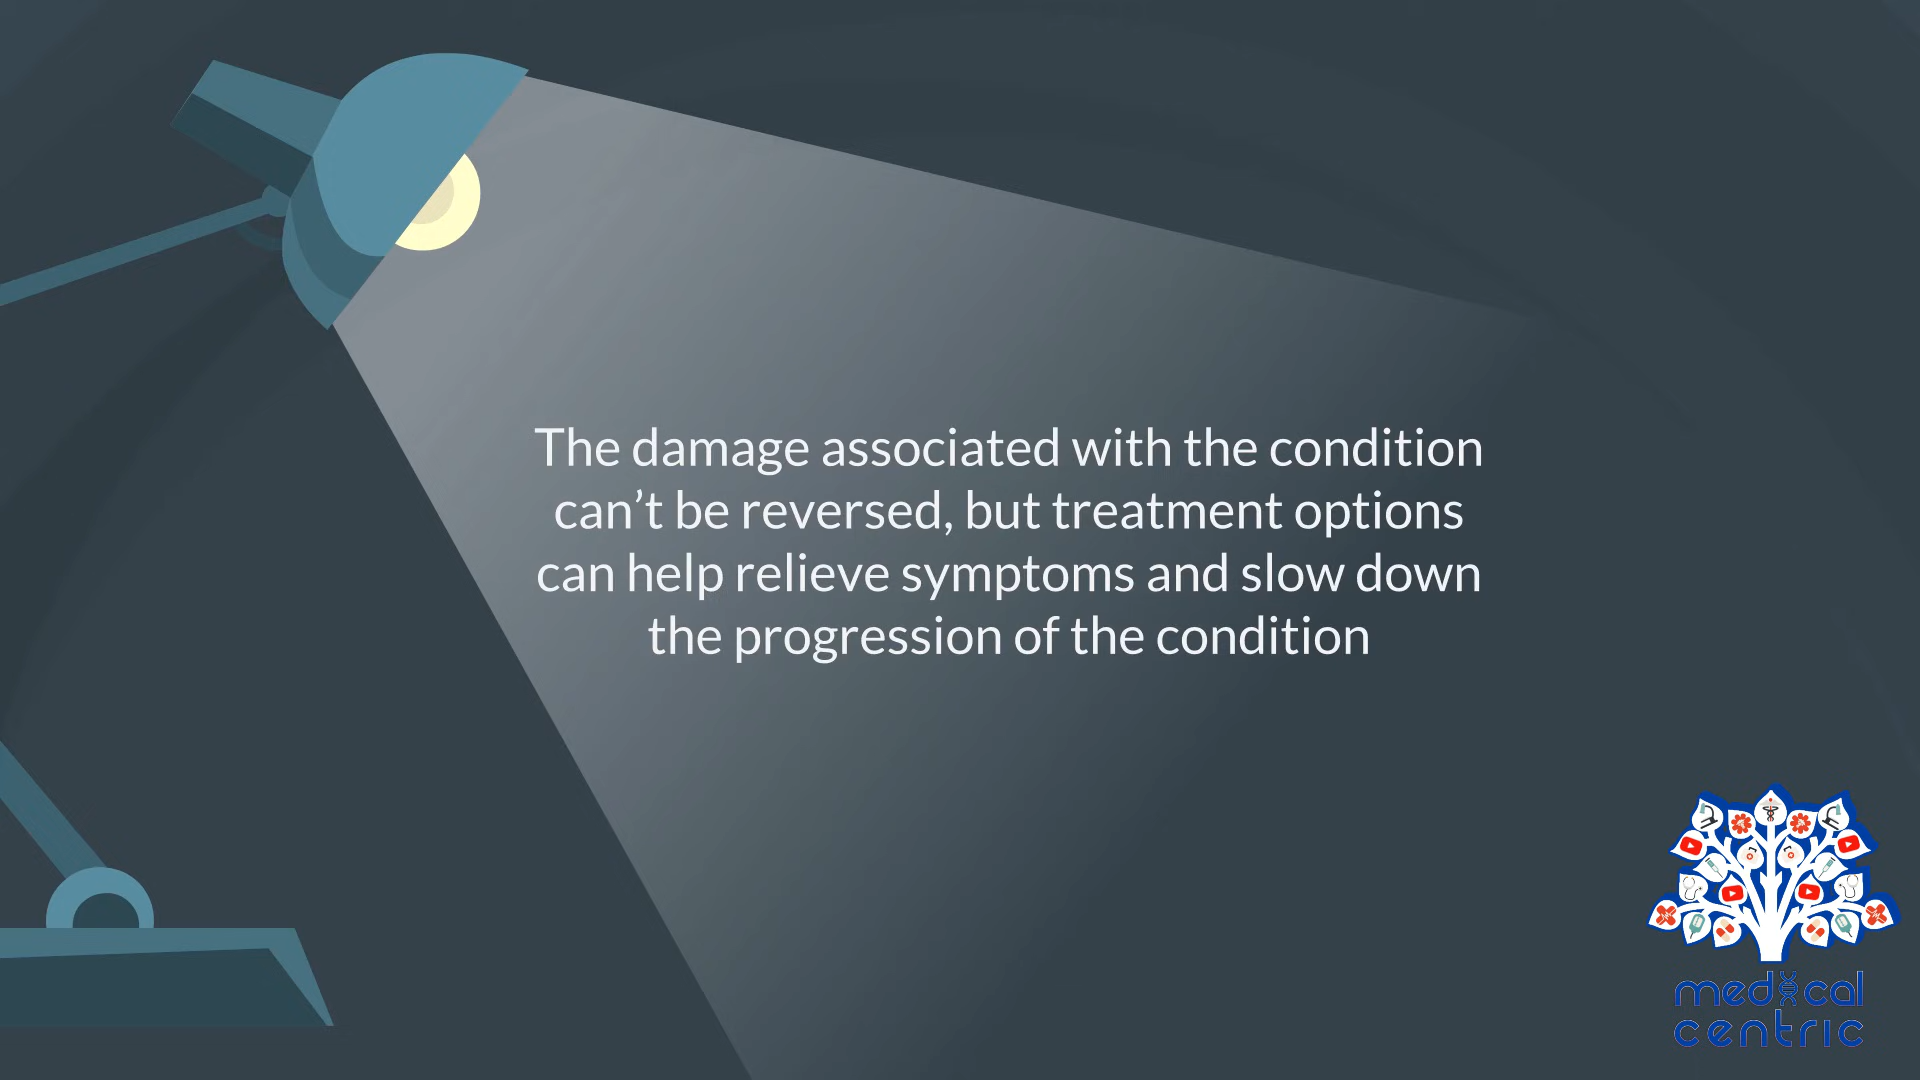 The damage associated with the condition
can’t be reversed, but treatment options
can help relieve symptoms and slow down
the progression of the condition
medical
centric